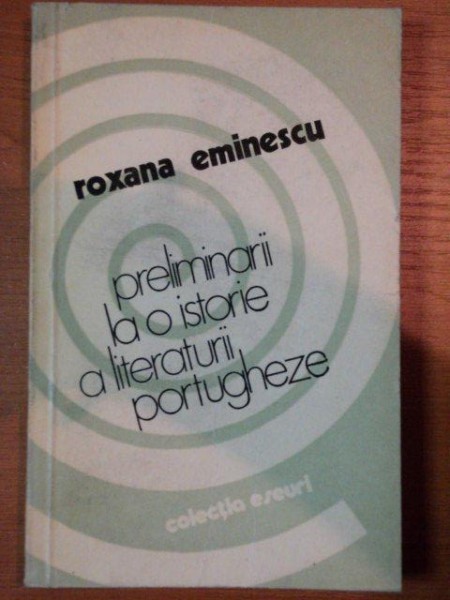 roxana eminescu
preliminarii
la o istorie
a literaturii
portugheze
colecția eseuri